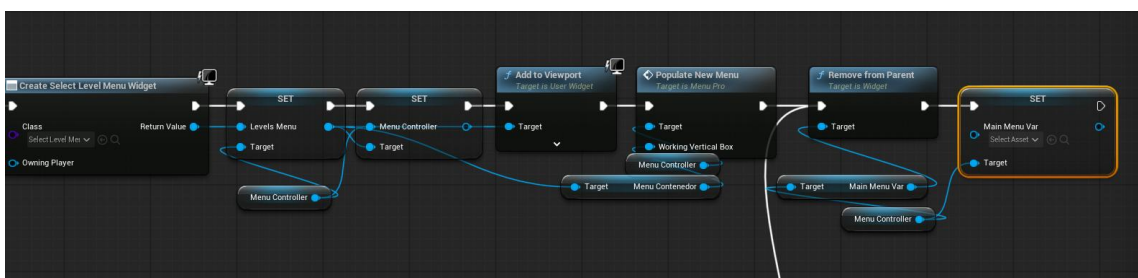 Create Select Level Menu Widget
Class
Select Level Mer
Return Value
Owning Player
SET
Levels Menu
Target
Menu Controller
SET
Menu Controller
Target
Add to Viewport
Target is User Widget
Target
Populate New Menu
Target is Menu Pro
Target
Working Vertical Box
Menu Controller
Target Menu Contenedor
Remove from Parent
Target is Widget
Target
Target Main Menu Var
Menu Controller
SET
Main Menu Var
Select Asset
Target